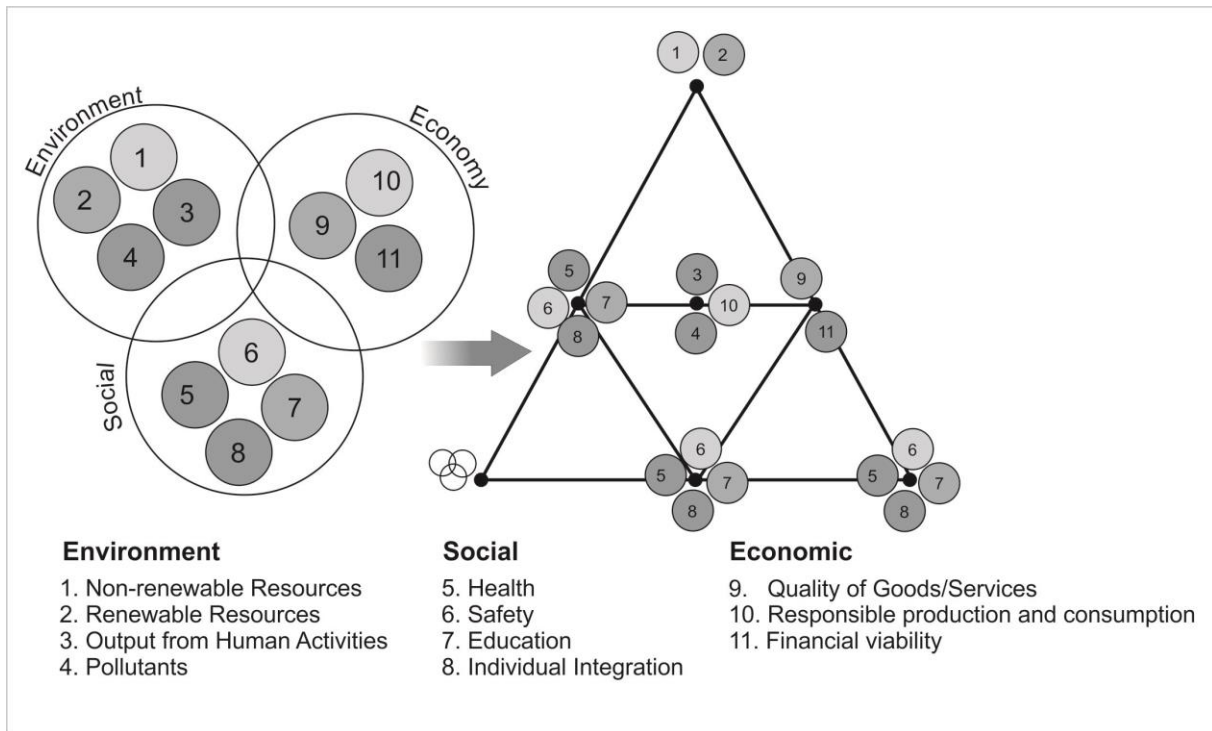 Environment
Economy
Social
1
2
3
4
10
9
11
6
5
7
8
1
2
5
6
7
8
3
10
4
9
11
6
5
7
8
6
5
7
8
Environment
1. Non-renewable Resources
2. Renewable Resources
3. Output from Human Activities
4. Pollutants
Social
5. Health
6. Safety
7. Education
8. Individual Integration
Economic
9. Quality of Goods/Services
10. Responsible production and consumption
11. Financial viability